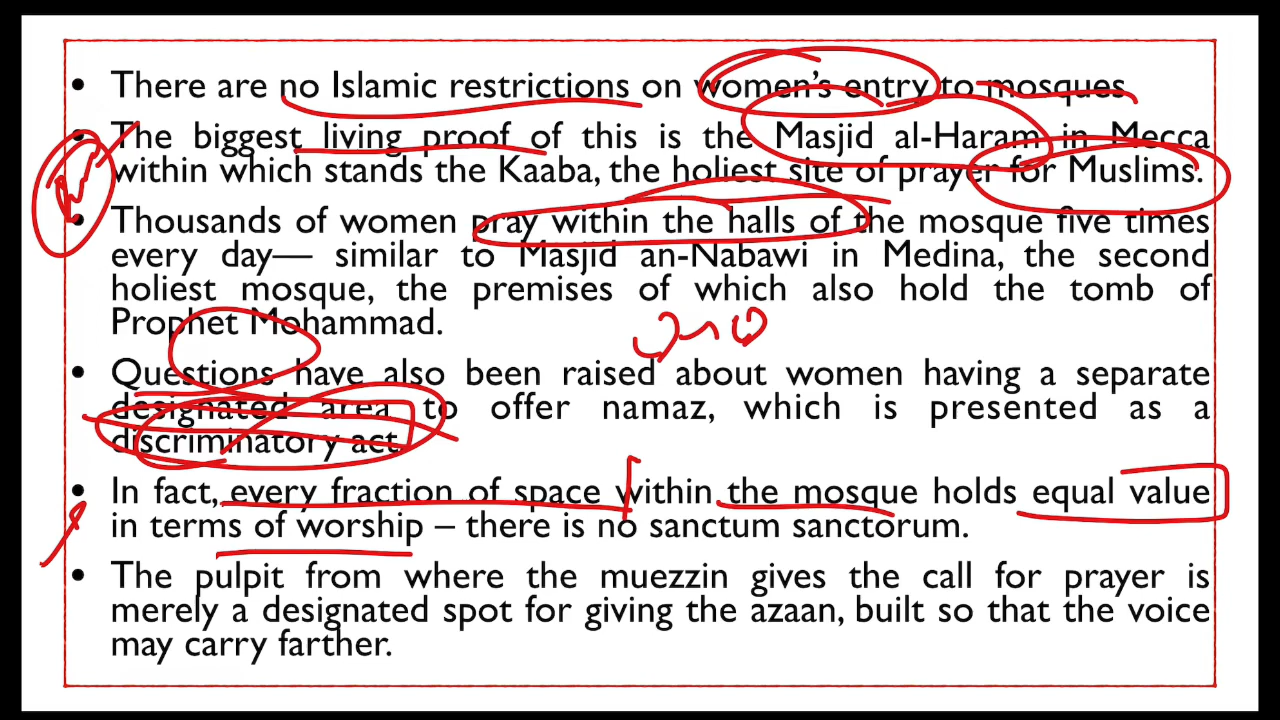 • There are no Islamic restrictions on women's entry to mosques.
• The biggest living proof of this is the Masjid al-Haram in Mecca
within which stands the Kaaba, the holiest site of prayer for Muslims.
• Thousands of women pray within the halls of the mosque five times
every day— similar to Masjid an-Nabawi in Medina, the second
holiest mosque, the premises of which also hold the tomb of
Prophet Mohammad.
• Questions have also been raised about women having a separate
designated area to offer namaz, which is presented as a
discriminatory act.
• In fact, every fraction of space within the mosque holds equal value
in terms of worship – there is no sanctum sanctorum.
• The pulpit from where the muezzin gives the call for prayer is
merely a designated spot for giving the azaan, built so that the voice
may carry farther.